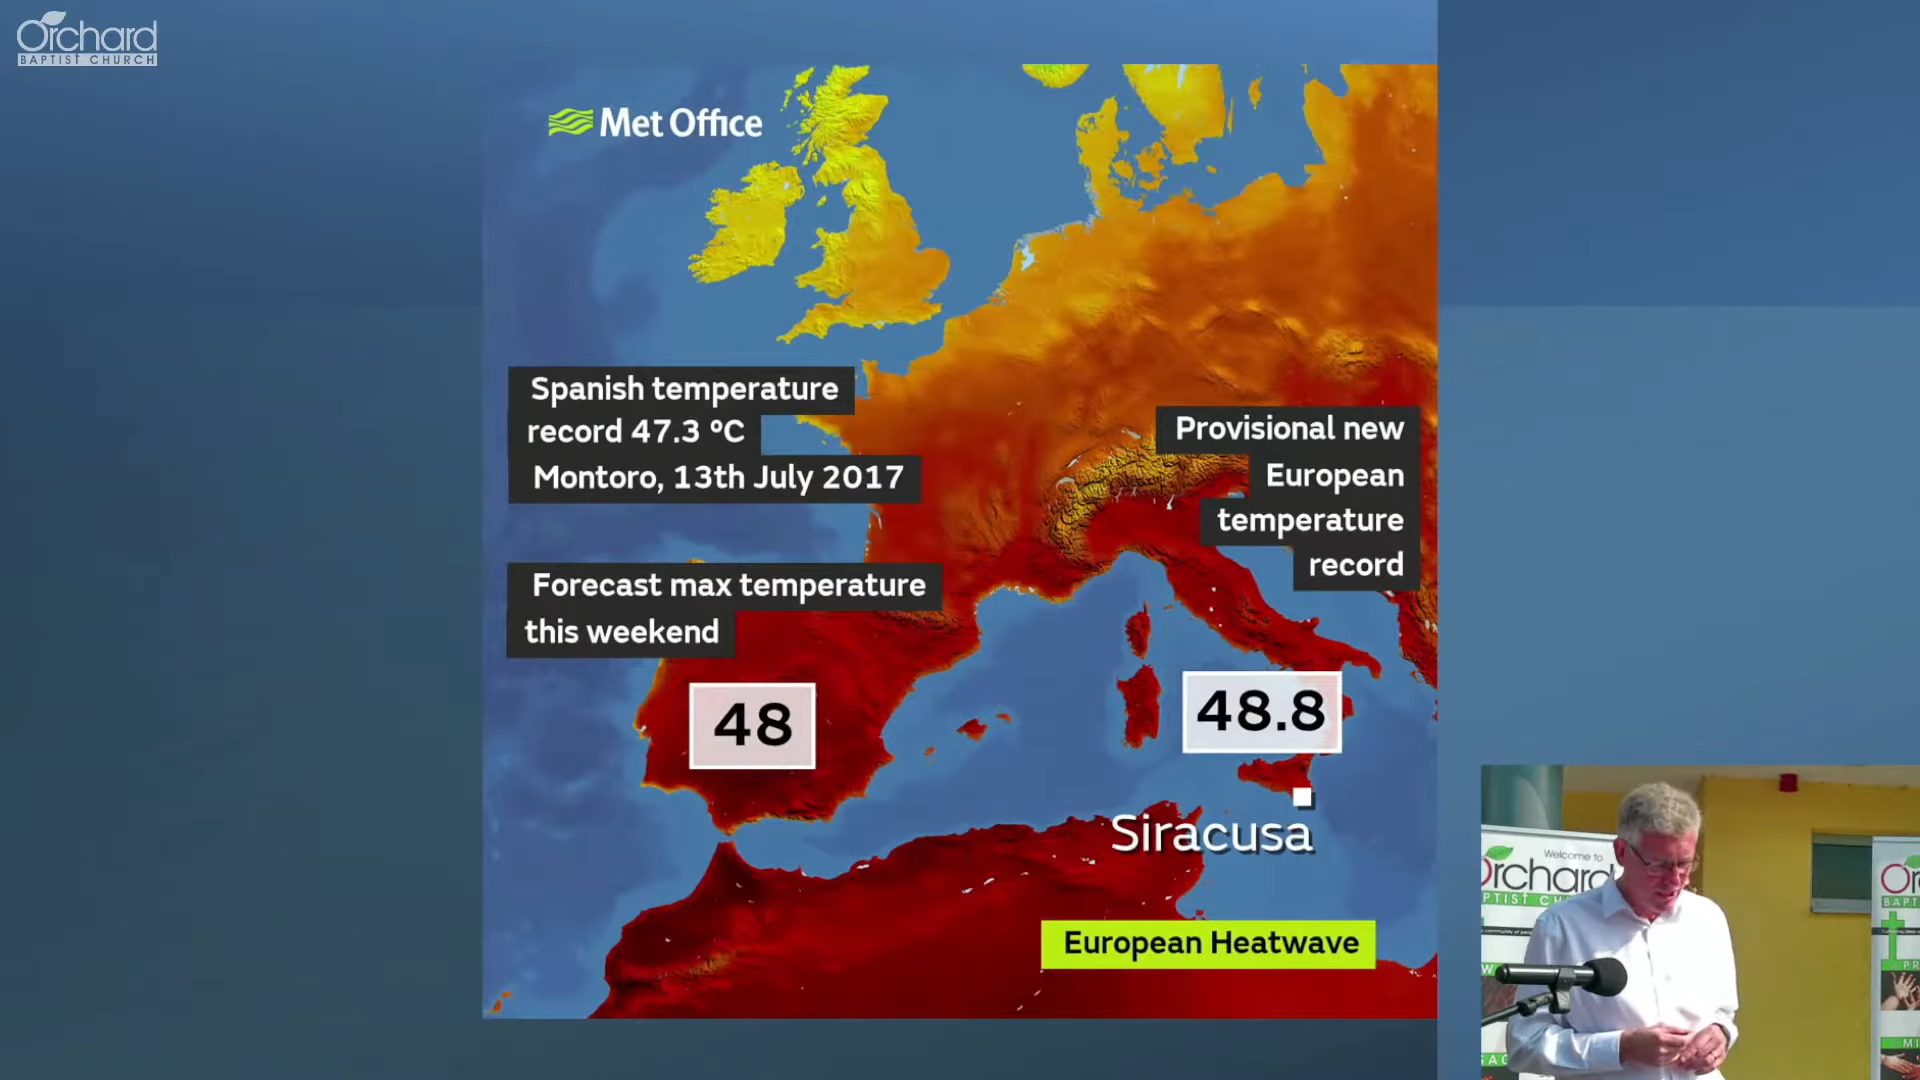 Orchard
BAPTIST CHURCH
Met Office
Spanish temperature
record 47.3 °C
Montoro, 13th July 2017
Provisional new
European
temperature
record
Forecast max temperature
this weekend
48
48.8
Siracusa
European Heatwave
Welcome to
Orchard